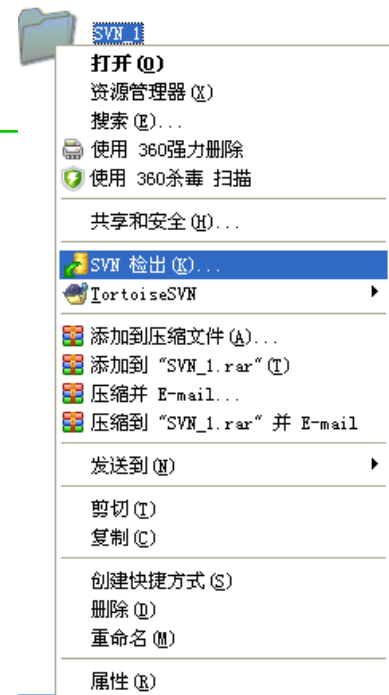 SVN_1
打开(O)
资源管理器(X)
搜索(E)...
使用 360强力删除
使用 360杀毒 扫描
共享和安全(H)...
SVN 检出(K)...
TortoiseSVN
添加到压缩文件(A)...
添加到 "SVN_1.rar"(T)
压缩并 E-mail...
压缩到 "SVN_1.rar" 并 E-mail
发送到(N)
剪切(T)
复制(C)
创建快捷方式(S)
删除(D)
重命名(M)
属性(R)